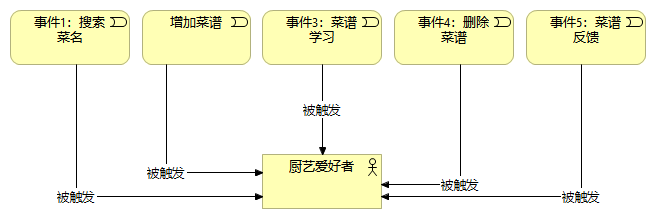 事件1：搜索
菜名
增加菜谱
事件3：菜谱
学习
事件4：删除
菜谱
事件5：菜谱
反馈
被触发
厨艺爱好者
被触发
被触发
被触发
被触发